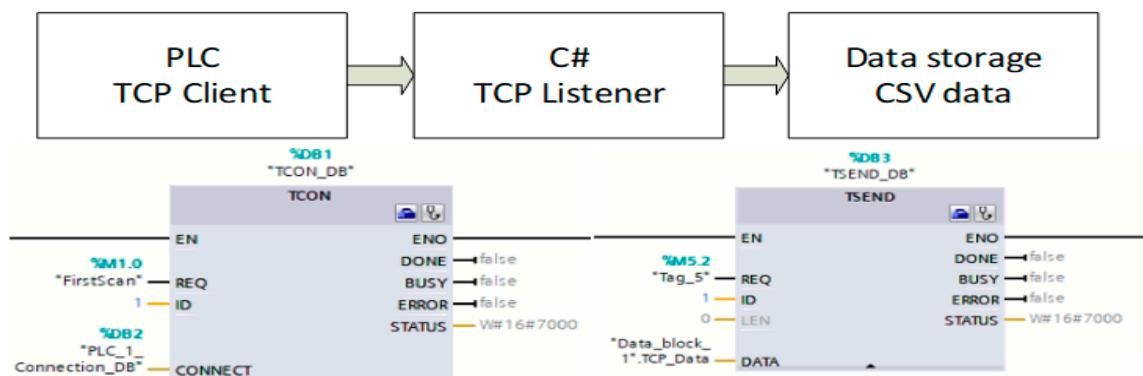 PLC
TCP Client
C#
TCP Listener
Data storage
CSV data
%DB1
"TCON_DB"
TCON
EN
ENO
%M1.0
"FirstScan"
REQ
1
ID
%DB2
"PLC_1_
Connection_DB"
CONNECT
DONE
false
BUSY
false
ERROR
false
STATUS
W#16#7000
%DB3
"TSEND_DB"
TSEND
EN
ENO
%M5.2
"Tag_5"
REQ
1
ID
0
LEN
"Data_block_
1".TCP_Data
DATA
DONE
false
BUSY
false
ERROR
false
STATUS
W#16#7000